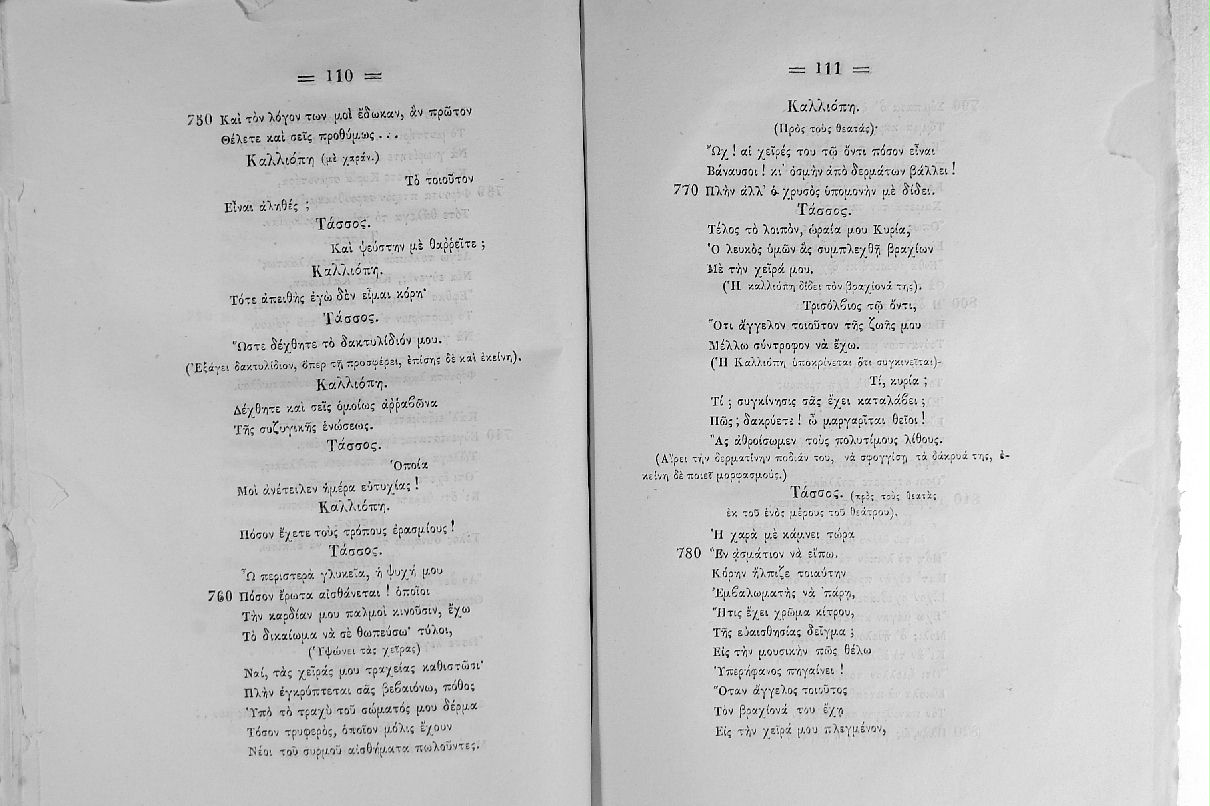 = 110 =
750 Καὶ τὸν λόγον των μοὶ ἔδωκαν, ἂν πρῶτον
Θέλετε καὶ σεῖς προθύμως . . .
Καλλιόπη (μὲ χαράν.)
Τὸ τοιοῦτον
Εἶναι ἀληθές ;
Τάσσος.
Καὶ ψεύστην με θαῤῥεῖτε ;
Καλλιόπη.
Τότε ἀπειθὴς ἐγὼ δὲν εἶμαι κόρη·
Τάσσος.
Ὥστε δέχθητε τὸ δακτυλίδιόν μου.
(Ἐξάγει δακτυλίδιον, ὅπερ τῇ προσφέρει, ἐπίσης δὲ καὶ ἐκείνη).
Καλλιόπη.
Δέχθητε καὶ σεῖς ὁμοίως ἀῤῥαβῶνα
Τῆς συζυγικῆς ἑνώσεως.
Τάσσος.
Ὁποία
Μοὶ ἀνέτειλεν ἡμέρα εὐτυχίας !
Καλλιόπη.
Πόσον ἔχετε τοὺς τρόπους ἐρασμίους !
Τάσσος.
Ὦ περιστερὰ γλυκεῖα, ἡ ψυχή μου
760 Πόσον ἔρωτα αἰσθάνεται ! ὁποῖοι
Τὴν καρδίαν μου παλμοὶ κινοῦσιν, ἔχω
Τὸ δικαίωμα νὰ σὲ θωπεύσω· τύλοι,
(Ὑψώνει τὰς χεῖρας)
Ναί, τὰς χεῖράς μου τραχείας καθιστῶσι·
Πλὴν ἐγκρύπτεται σᾶς βεβαιόνω, πόθος
Ὑπὸ τὸ τραχὺ τοῦ σώματός μου δέρμα
Τόσον τρυφερὸς, ὁποῖον μόλις ἔχουν
Νέοι τοῦ συρμοῦ αἰσθήματα πωλοῦντες.
= 111 =
Καλλιόπη.
(Πρὸς τοὺς θεατάς)·
Ὤχ ! αἱ χεῖρές του τῷ ὄντι πόσον εἶναι
Βάναυσοι ! κι᾿ ὀσμὴν ἀπὸ δερμάτων βάλλει !
770 Πλὴν ἀλλ᾿ ὁ χρυσὸς ὑπομονὴν μὲ δίδει.
Τάσσος.
Τέλος τὸ λοιπὸν, ὡραία μου Κυρία,
Ὁ λευκὸς ὑμῶν ἂς συμπλεχθῇ βραχίων
Μὲ τὴν χεῖρά μου.
(Ἡ καλλιόπη δίδει τὸν βραχίονά της).
Τρισόλβιος τῷ ὄντι,
Ὅτι ἄγγελον τοιοῦτον τῆς ζωῆς μου
Μέλλω σύντροφον νὰ ἔχω.
(Ἡ Καλλιόπη ὑποκρίνεται ὅτι συγκινεῖται)·
Τί, κυρία ;
Τί ; συγκίνησις σᾶς ἔχει καταλάβει ;
Πῶς ; δακρύετε ! ὦ μαργαρῖται θεῖοι !
Ἂς ἀθροίσωμεν τοὺς πολυτίμους λίθους.
(Αἴρει τὴν δερματίνην ποδιάν του, νὰ σφογγίσῃ τὰ δάκρυά της, ἐ-
κείνη δὲ ποιεῖ μορφασμούς.)
Τάσσος. (πρὸς τοὺς θεατὰς
ἐκ τοῦ ἑνὸς μέρους τοῦ θεάτρου).
Ἡ χαρὰ μὲ κάμνει τώρα
780 Ἓν ᾀσμάτιον νὰ εἴπω.
Κόρην ἤλπιζε τοιαύτην
Ἐμβαλωματὴς νὰ ᾿πάρῃ,
Ἥτις ἔχει χρῶμα κίτρου,
Τῆς εὐαισθησίας δεῖγμα ;
Εἰς τὴν μουσικὴν πῶς θέλω
Ὑπερήφανος πηγαίνει !
Ὅταν ἄγγελος τοιοῦτος
Τὸν βραχίονά του ἔχῃ
Εἰς τὴν χεῖρά μου πλεγμένον,